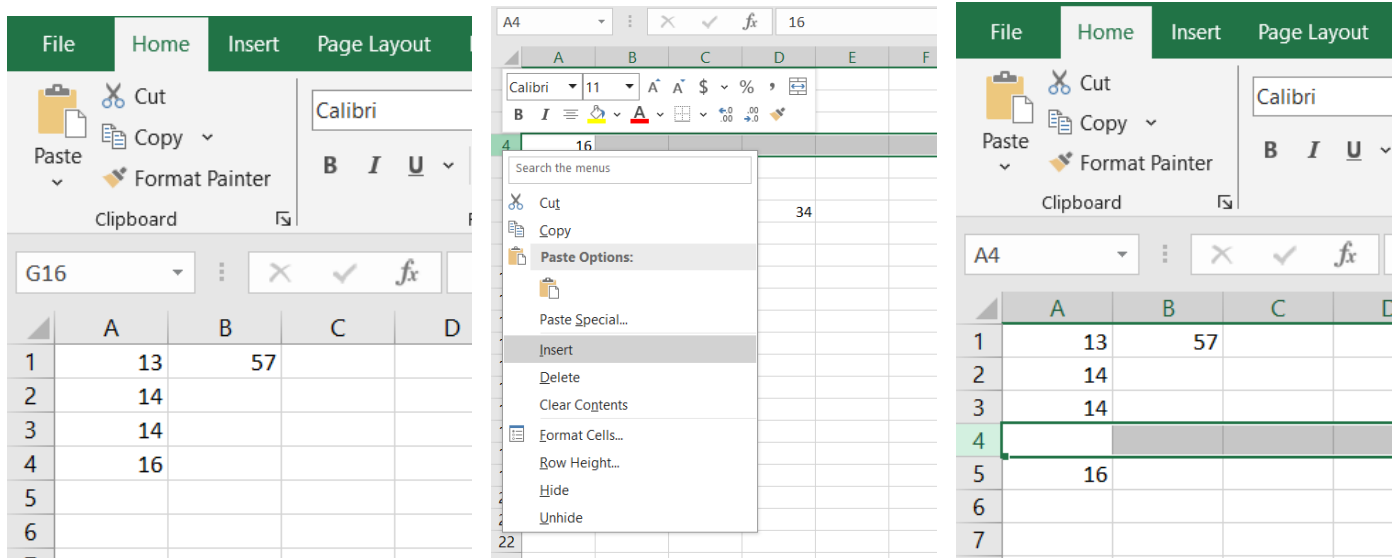 File Home Insert Page Layout
Cut
Copy
Paste
Format Painter
Clipboard
Calibri
B I U
G16 fx
A B C D
1 13 57
2 14
3 14
4 16
5
6
A4 fx 16
A B C D E F
Calibri 11 A A $ % ,
B I A .00 .00
4 16
34
Search the menus
Cut
Copy
Paste Options:
Paste Special...
Insert
Delete
Clear Contents
Format Cells...
Row Height...
Hide
Unhide
22
File Home Insert Page Layout
Cut
Copy
Paste
Format Painter
Clipboard
Calibri
B I U
A4 fx
A B C
1 13 57
2 14
3 14
4
5 16
6
7